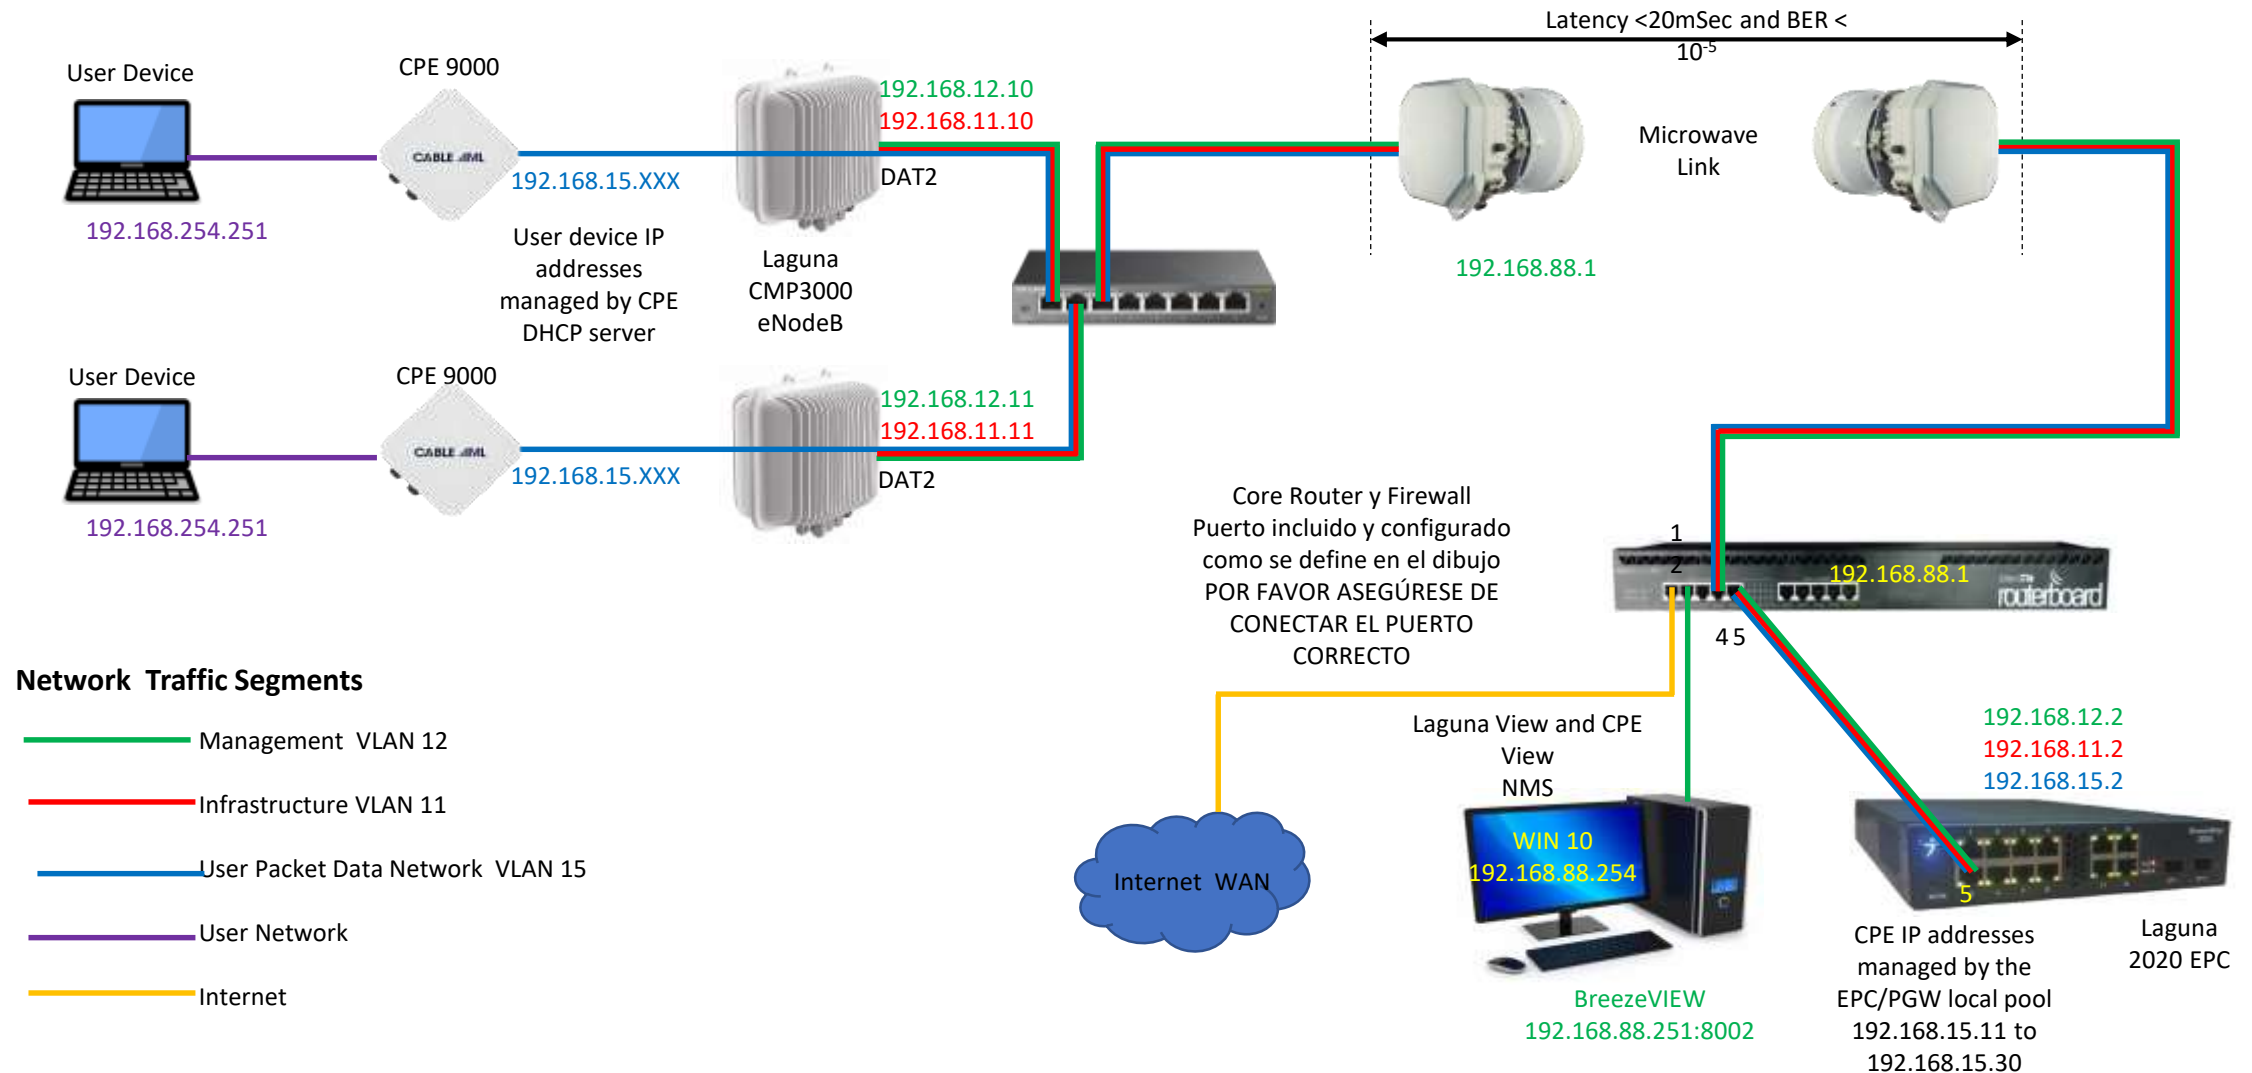 Latency <20mSec and BER <
10-5
User Device
CPE 9000
192.168.12.10
192.168.11.10
CABLE AML
192.168.15.XXX
DAT2
192.168.254.251
User device IP
addresses
managed by CPE
DHCP server
Laguna
CMP3000
eNodeB
Microwave
Link
192.168.88.1
User Device
CPE 9000
192.168.12.11
192.168.11.11
CABLE AML
192.168.15.XXX
DAT2
192.168.254.251
Core Router y Firewall
Puerto incluido y configurado
como se define en el dibujo
POR FAVOR ASEGÚRESE DE
CONECTAR EL PUERTO
CORRECTO
1
2
192.168.88.1
routerboard
4 5
Network Traffic Segments
Management VLAN 12
Infrastructure VLAN 11
User Packet Data Network VLAN 15
User Network
Internet
Internet WAN
Laguna View and CPE
View
NMS
WIN 10
192.168.88.254
BreezeVIEW
192.168.88.251:8002
192.168.12.2
192.168.11.2
192.168.15.2
5
Laguna
2020 EPC
CPE IP addresses
managed by the
EPC/PGW local pool
192.168.15.11 to
192.168.15.30